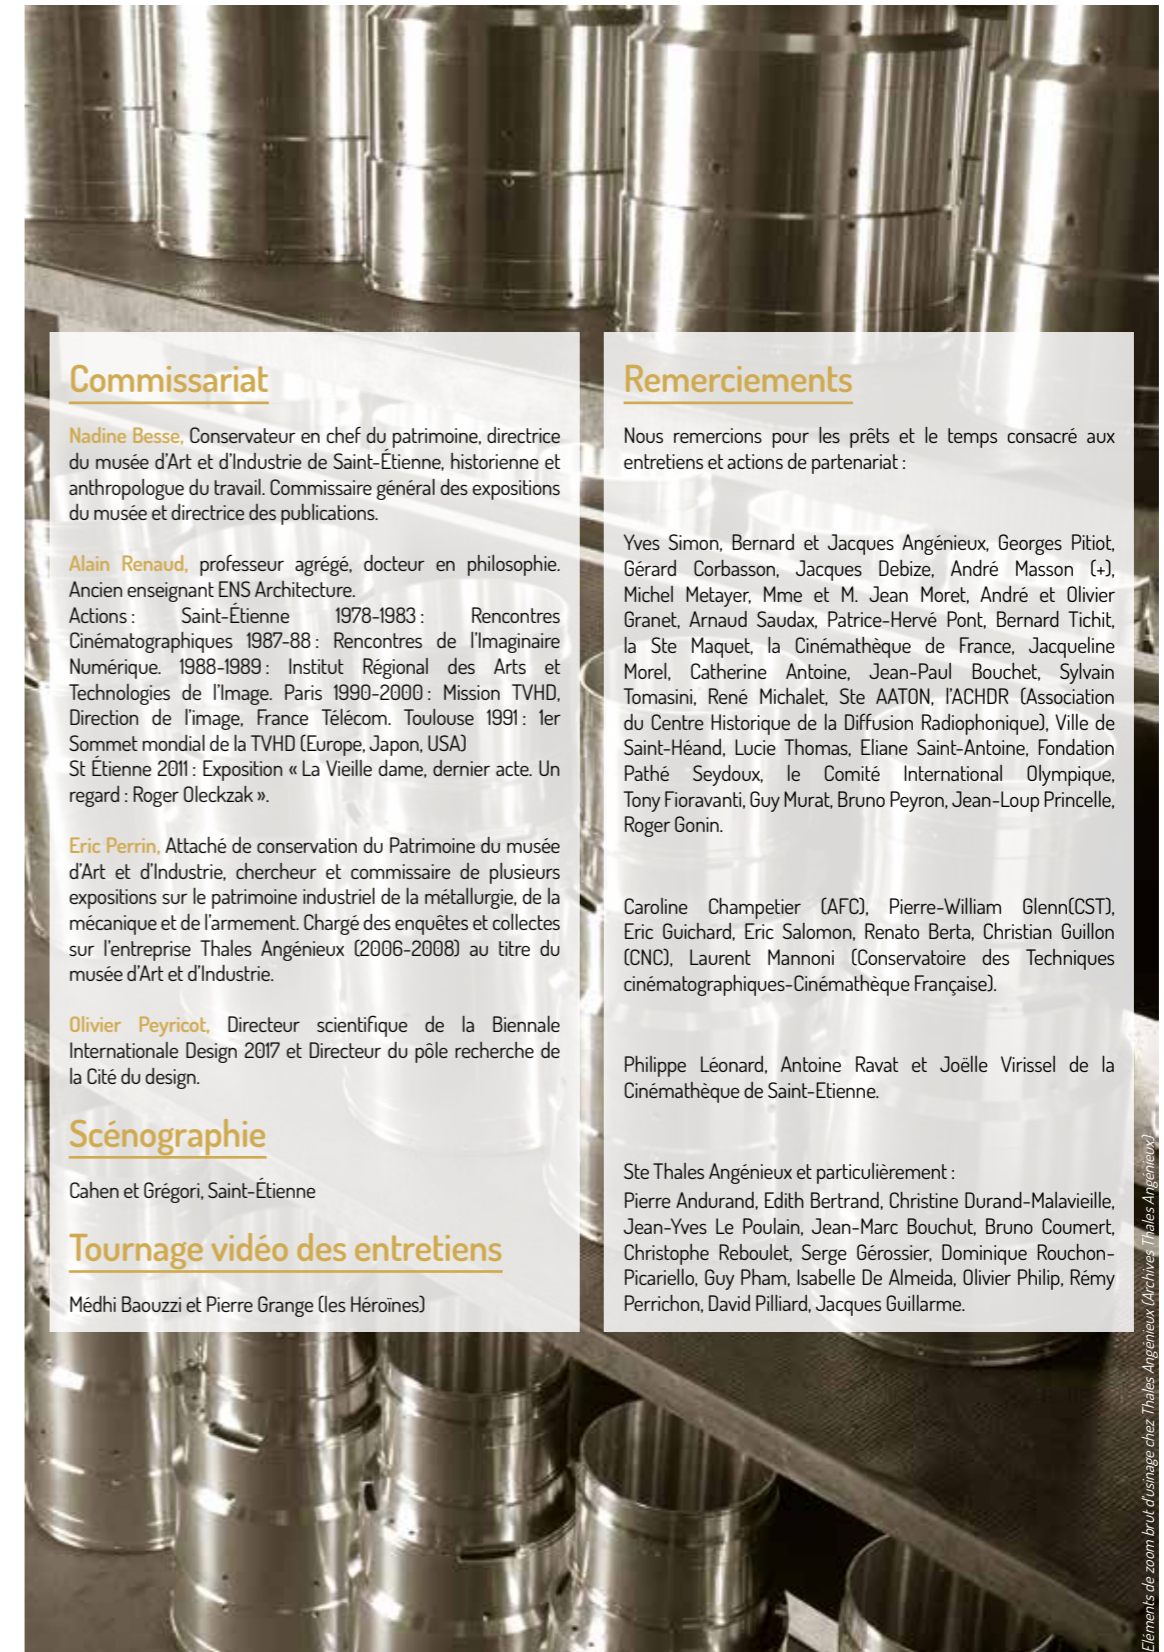 Commissariat
Nadine Besse, Conservateur en chef du patrimoine, directrice
du musée d’Art et d’Industrie de Saint-Étienne, historienne et
anthropologue du travail. Commissaire général des expositions
du musée et directrice des publications.
Alain Renaud, professeur agrégé, docteur en philosophie.
Ancien enseignant ENS Architecture.
Actions : Saint-Étienne 1978-1983 : Rencontres
Cinématographiques 1987-88 : Rencontres de l’Imaginaire
Numérique. 1988-1989 : Institut Régional des Arts et
Technologies de l’Image. Paris 1990-2000 : Mission TVHD,
Direction de l’image, France Télécom. Toulouse 1991 : 1er
Sommet mondial de la TVHD (Europe, Japon, USA)
St Étienne 2011 : Exposition « La Vieille dame, dernier acte. Un
regard : Roger Oleckzak ».
Eric Perrin, Attaché de conservation du Patrimoine du musée
d’Art et d’Industrie, chercheur et commissaire de plusieurs
expositions sur le patrimoine industriel de la métallurgie, de la
mécanique et de l’armement. Chargé des enquêtes et collectes
sur l’entreprise Thales Angénieux (2006-2008) au titre du
musée d’Art et d’Industrie.
Olivier Peyricot, Directeur scientifique de la Biennale
Internationale Design 2017 et Directeur du pôle recherche de
la Cité du design.
Scénographie
Cahen et Grégori, Saint-Étienne
Tournage vidéo des entretiens
Médhi Baouzzi et Pierre Grange (les Héroïnes)
Remerciements
Nous remercions pour les prêts et le temps consacré aux
entretiens et actions de partenariat :
Yves Simon, Bernard et Jacques Angénieux, Georges Pitiot,
Gérard Corbasson, Jacques Debize, André Masson (+),
Michel Metayer, Mme et M. Jean Moret, André et Olivier
Granet, Arnaud Saudax, Patrice-Hervé Pont, Bernard Tichit,
la Ste Maquet, la Cinémathèque de France, Jacqueline
Morel, Catherine Antoine, Jean-Paul Bouchet, Sylvain
Tomasini, René Michalet, Ste AATON, l’ACHDR (Association
du Centre Historique de la Diffusion Radiophonique), Ville de
Saint-Héand, Lucie Thomas, Eliane Saint-Antoine, Fondation
Pathé Seydoux, le Comité International Olympique,
Tony Fioravanti, Guy Murat, Bruno Peyron, Jean-Loup Princelle,
Roger Gonin.
Caroline Champetier (AFC), Pierre-William Glenn(CST),
Eric Guichard, Eric Salomon, Renato Berta, Christian Guillon
(CNC), Laurent Mannoni (Conservatoire des Techniques
cinématographiques-Cinémathèque Française).
Philippe Léonard, Antoine Ravat et Joëlle Virissel de la
Cinémathèque de Saint-Etienne.
Ste Thales Angénieux et particulièrement :
Pierre Andurand, Edith Bertrand, Christine Durand-Malavieille,
Jean-Yves Le Poulain, Jean-Marc Bouchut, Bruno Coumert,
Christophe Reboulet, Serge Gérossier, Dominique Rouchon-
Picariello, Guy Pham, Isabelle De Almeida, Olivier Philip, Rémy
Perrichon, David Pilliard, Jacques Guillarme.
Eléments de zoom brut d'usinage chez Thales Angénieux (Archives Thales Angénieux)